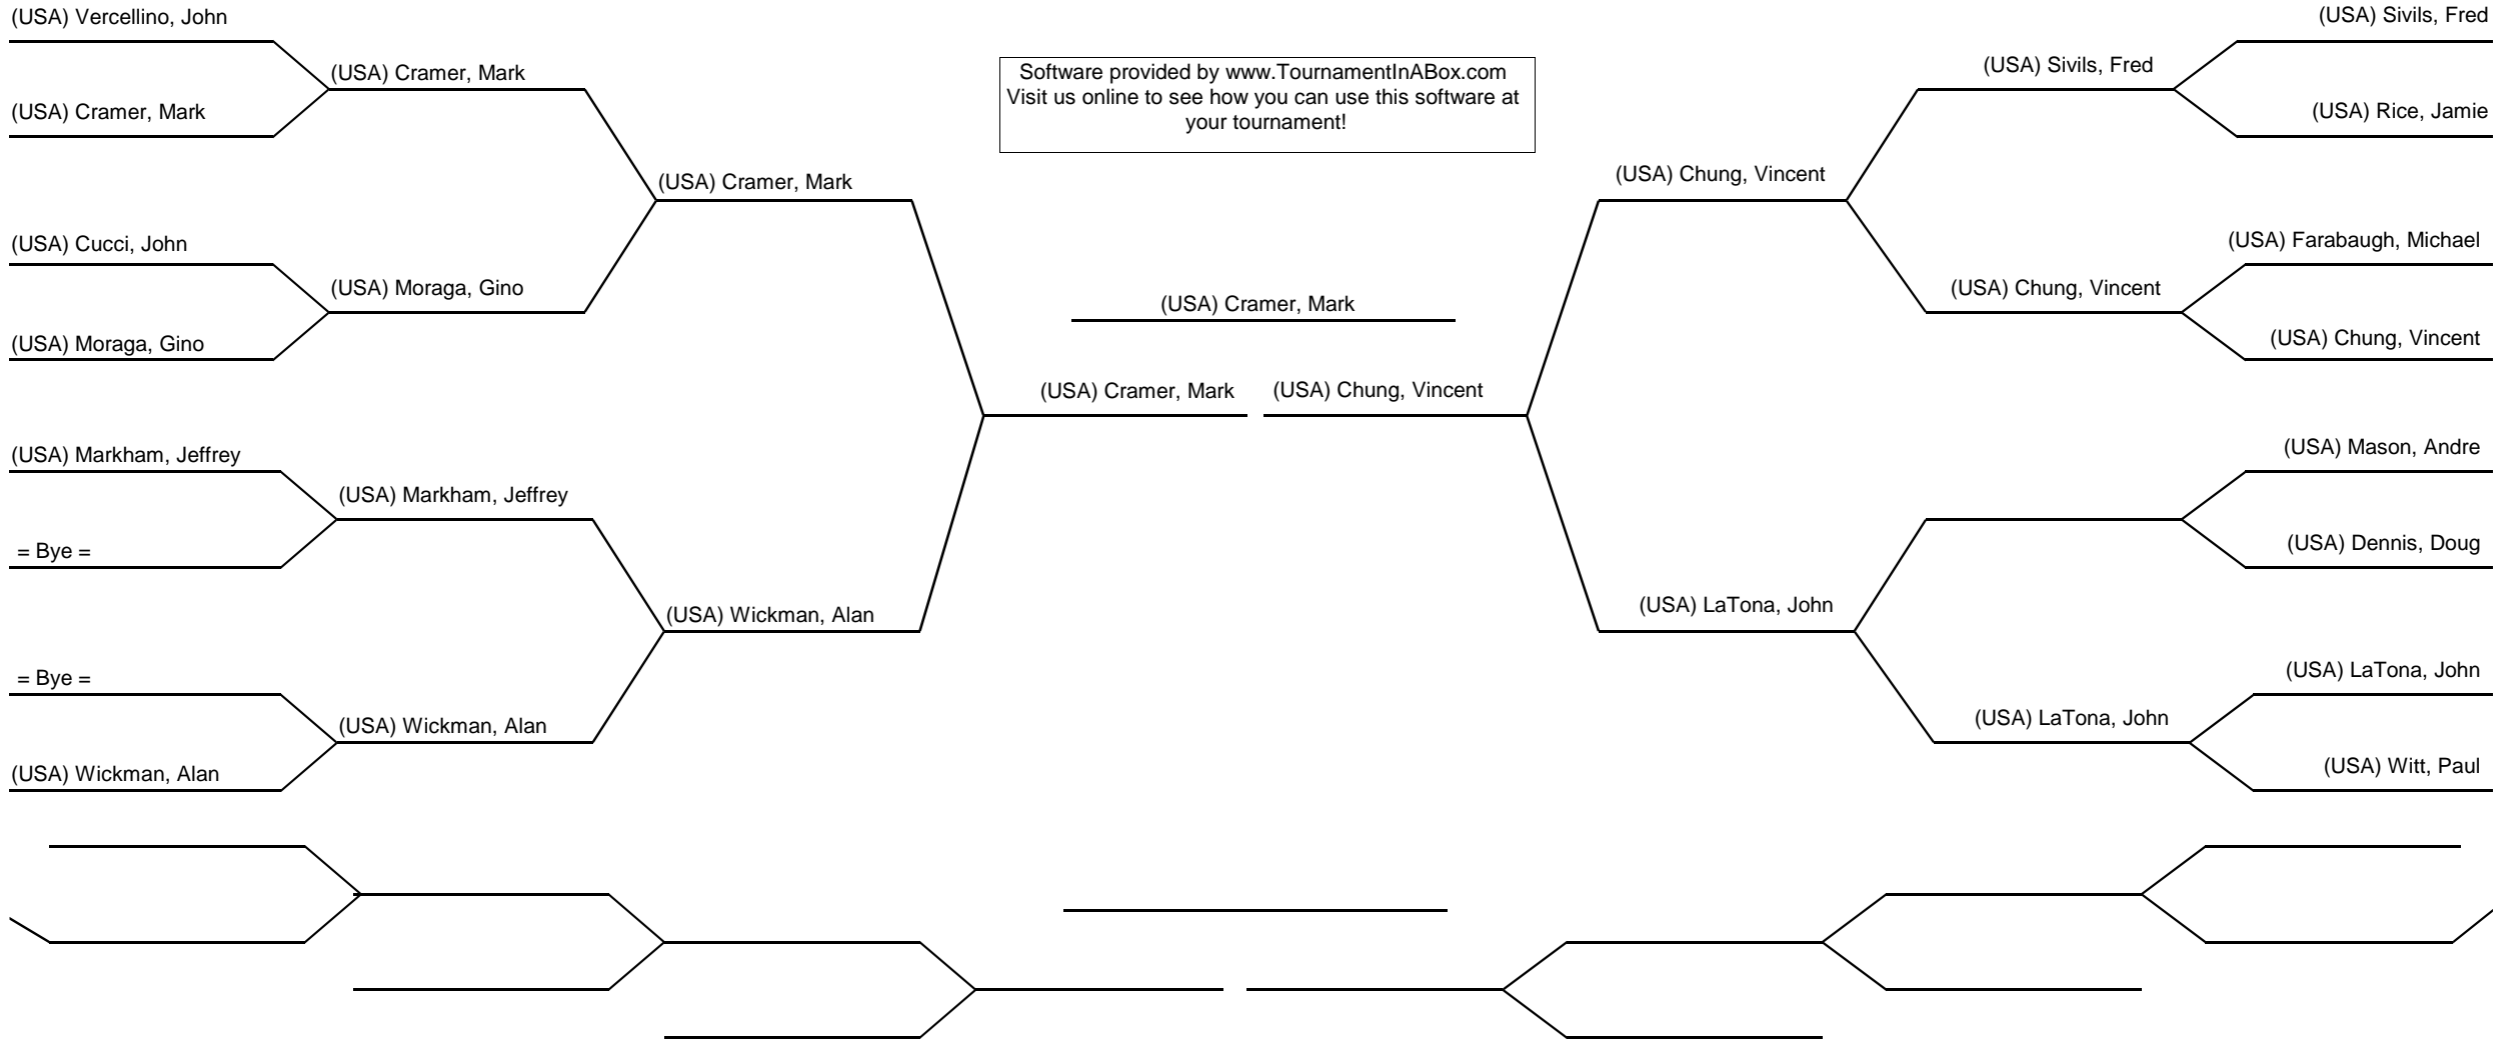 (USA) Vercellino, John
(USA) Cramer, Mark
(USA) Cucci, John
(USA) Moraga, Gino
(USA) Markham, Jeffrey
= Bye =
= Bye =
(USA) Wickman, Alan
(USA) Cramer, Mark
(USA) Moraga, Gino
(USA) Markham, Jeffrey
(USA) Wickman, Alan
(USA) Cramer, Mark
(USA) Wickman, Alan
Software provided by www.TournamentInABox.com
Visit us online to see how you can use this software at
your tournament!
(USA) Cramer, Mark
(USA) Cramer, Mark
(USA) Chung, Vincent
(USA) Chung, Vincent
(USA) LaTona, John
(USA) Sivils, Fred
(USA) Chung, Vincent
(USA) LaTona, John
(USA) Sivils, Fred
(USA) Rice, Jamie
(USA) Farabaugh, Michael
(USA) Chung, Vincent
(USA) Mason, Andre
(USA) Dennis, Doug
(USA) LaTona, John
(USA) Witt, Paul